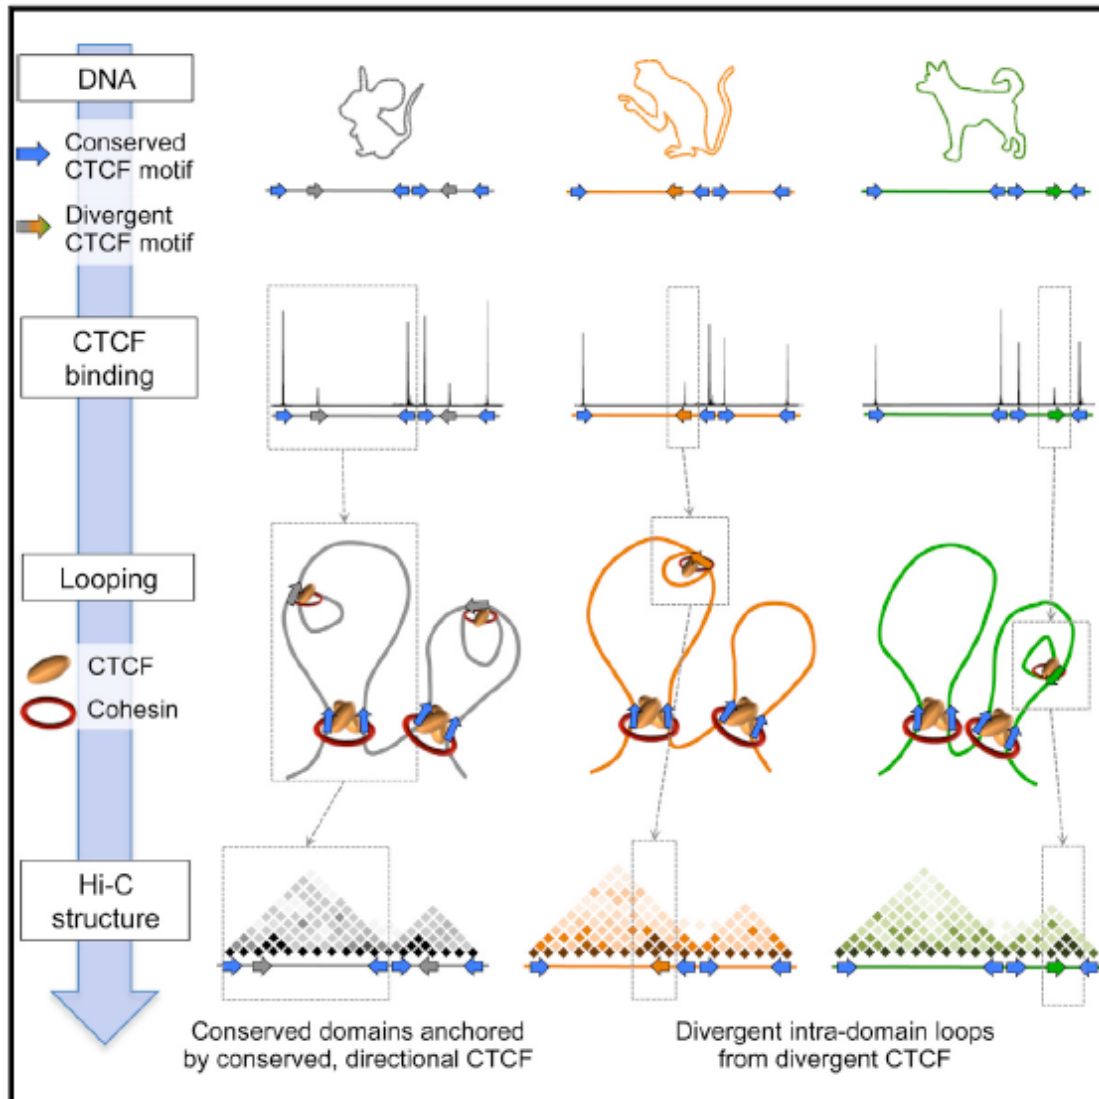 DNA
Conserved
CTCF motif
Divergent
CTCF motif
CTCF
binding
Looping
CTCF
Cohesin
Hi-C
structure
Conserved domains anchored
by conserved, directional CTCF
Divergent intra-domain loops
from divergent CTCF